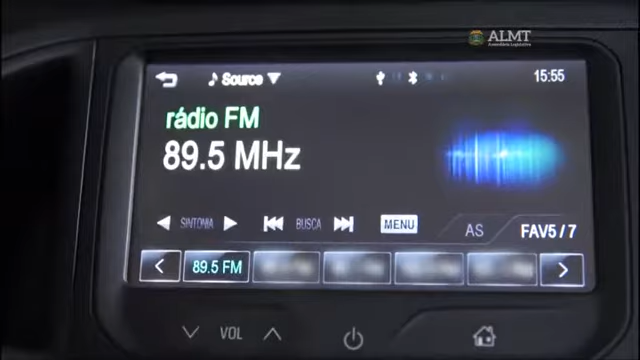 ALMT
Assembleia Legislativa
Source
15:55
rádio FM
89.5 MHz
SINTONIA
BUSCA
MENU
AS
FAV5 / 7
89.5 FM
VOL